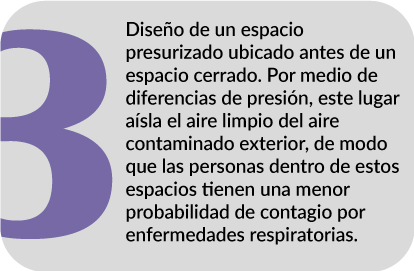 3
Diseño de un espacio
presurizado ubicado antes de un
espacio cerrado. Por medio de
diferencias de presión, este lugar
aísla el aire limpio del aire
contaminado exterior, de modo
que las personas dentro de estos
espacios tienen una menor
probabilidad de contagio por
enfermedades respiratorias.